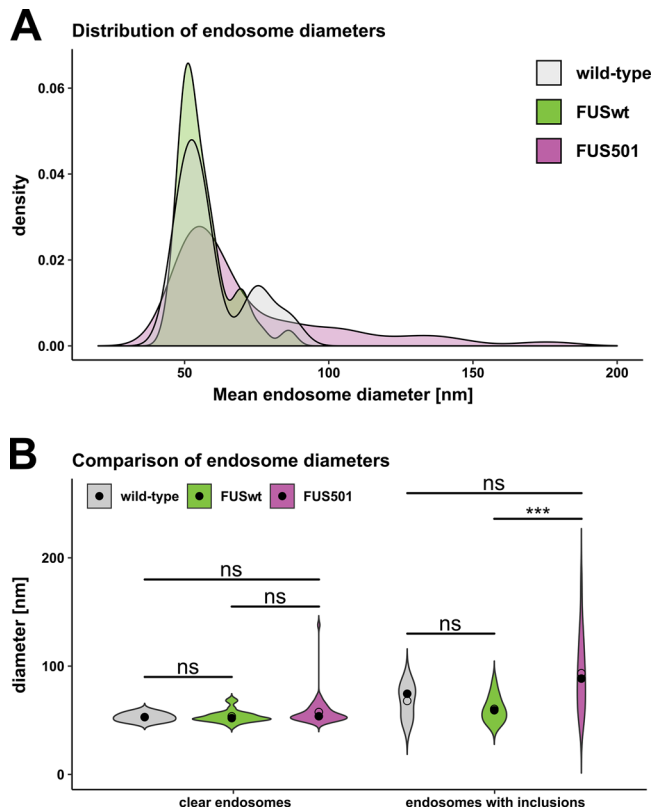 A
Distribution of endosome diameters
wild-type
FUSwt
FUS501
0.06
0.04
0.02
0.00
density
50 100 150 200
Mean endosome diameter [nm]
B
Comparison of endosome diameters
wild-type FUSwt FUS501
ns
***
ns
ns
ns
ns
200
100
0
diameter [nm]
clear endosomes endosomes with inclusions